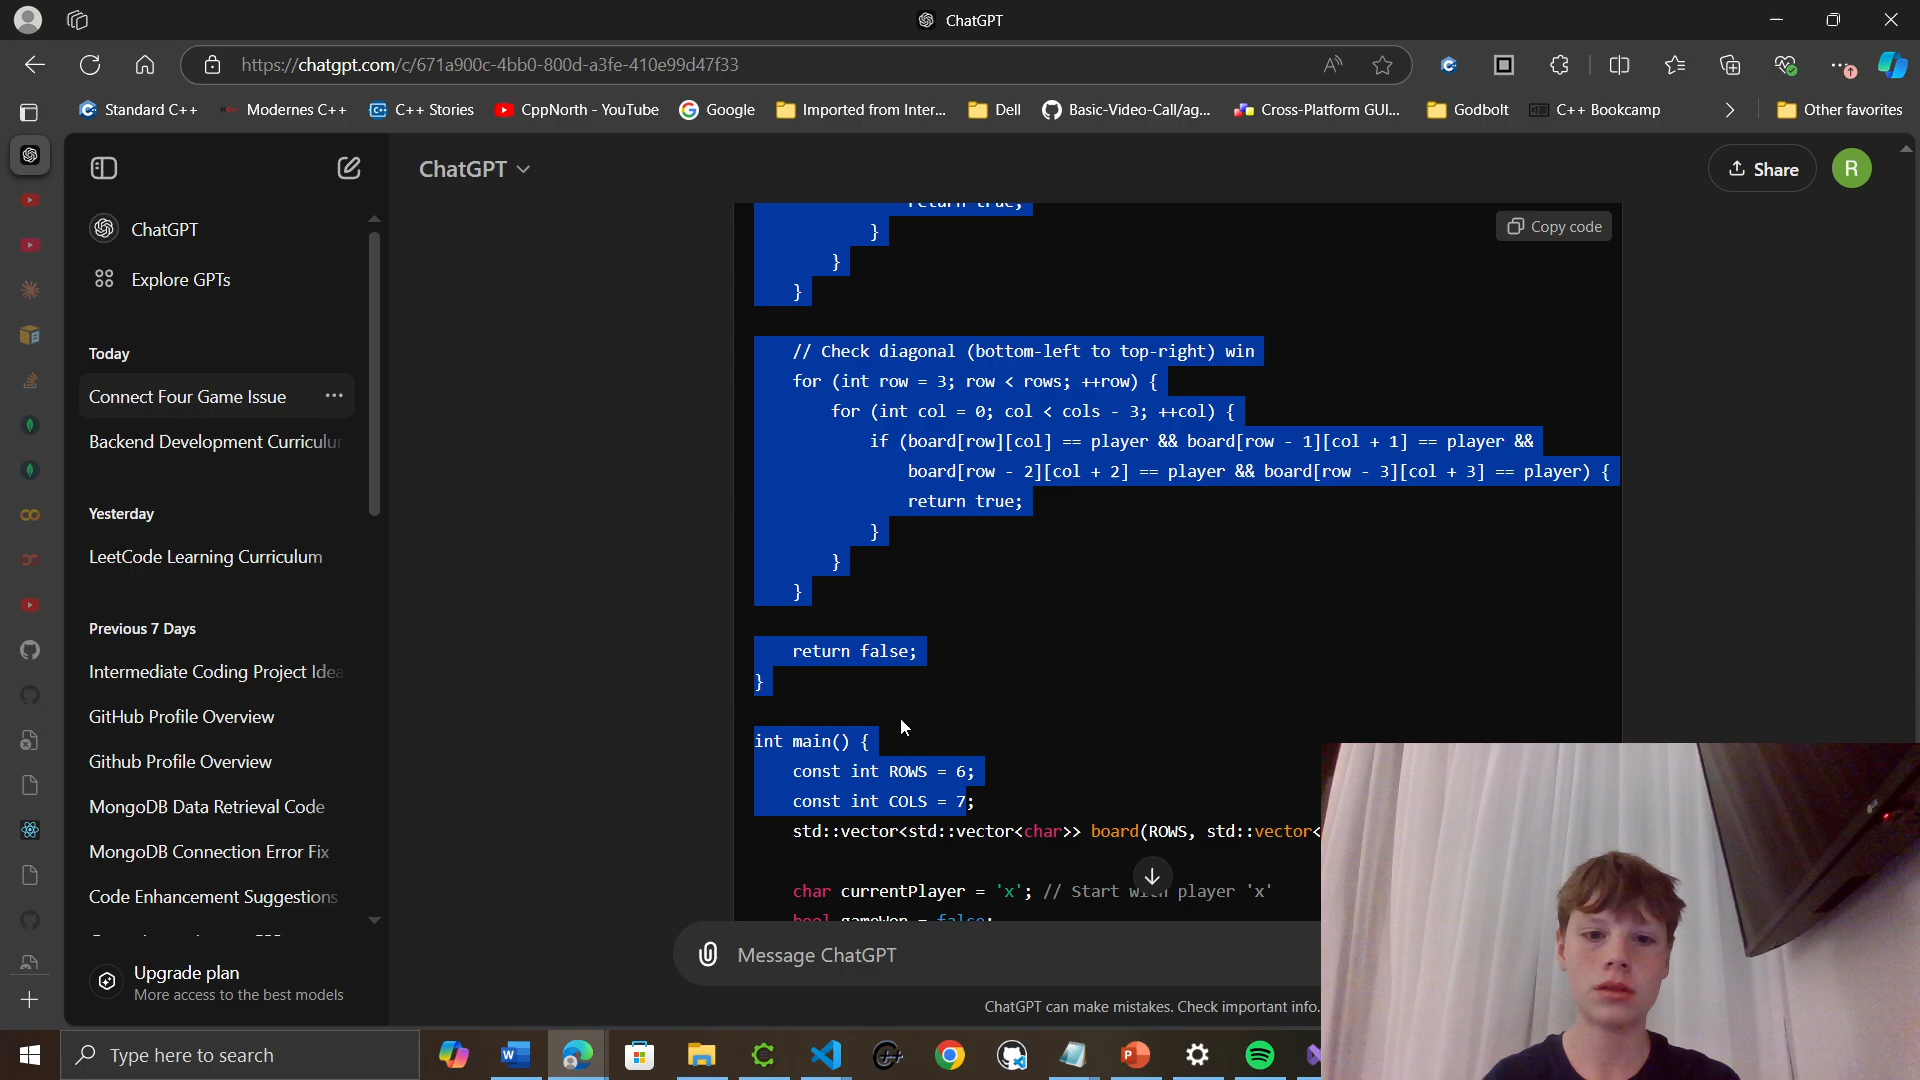 ChatGPT
https://chatgpt.com/c/671a900c-4bb0-800d-a3fe-410e99d47f33
Standard C++
Modernes C++
C++ Stories
CppNorth - YouTube
Google
Imported from Inter...
Dell
Basic-Video-Call/ag...
Cross-Platform GUI...
Godbolt
C++ Bookcamp
Other favorites
ChatGPT
Share
R
ChatGPT
Explore GPTs
Today
Connect Four Game Issue
Backend Development Curriculu
Yesterday
LeetCode Learning Curriculum
Previous 7 Days
Intermediate Coding Project Idea
GitHub Profile Overview
Github Profile Overview
MongoDB Data Retrieval Code
MongoDB Connection Error Fix
Code Enhancement Suggestions
Upgrade plan
More access to the best models
return true;
Copy code
}
}
}
// Check diagonal (bottom-left to top-right) win
for (int row = 3; row < rows; ++row) {
for (int col = 0; col < cols - 3; ++col) {
if (board[row][col] == player && board[row - 1][col + 1] == player &&
board[row - 2][col + 2] == player && board[row - 3][col + 3] == player) {
return true;
}
}
}
return false;
}
int main() {
const int ROWS = 6;
const int COLS = 7;
std::vector<std::vector<char>> board(ROWS, std::vector<
char currentPlayer = 'x'; // Start with player 'x'
bool gameWon = false;
Message ChatGPT
ChatGPT can make mistakes. Check important info.
Type here to search